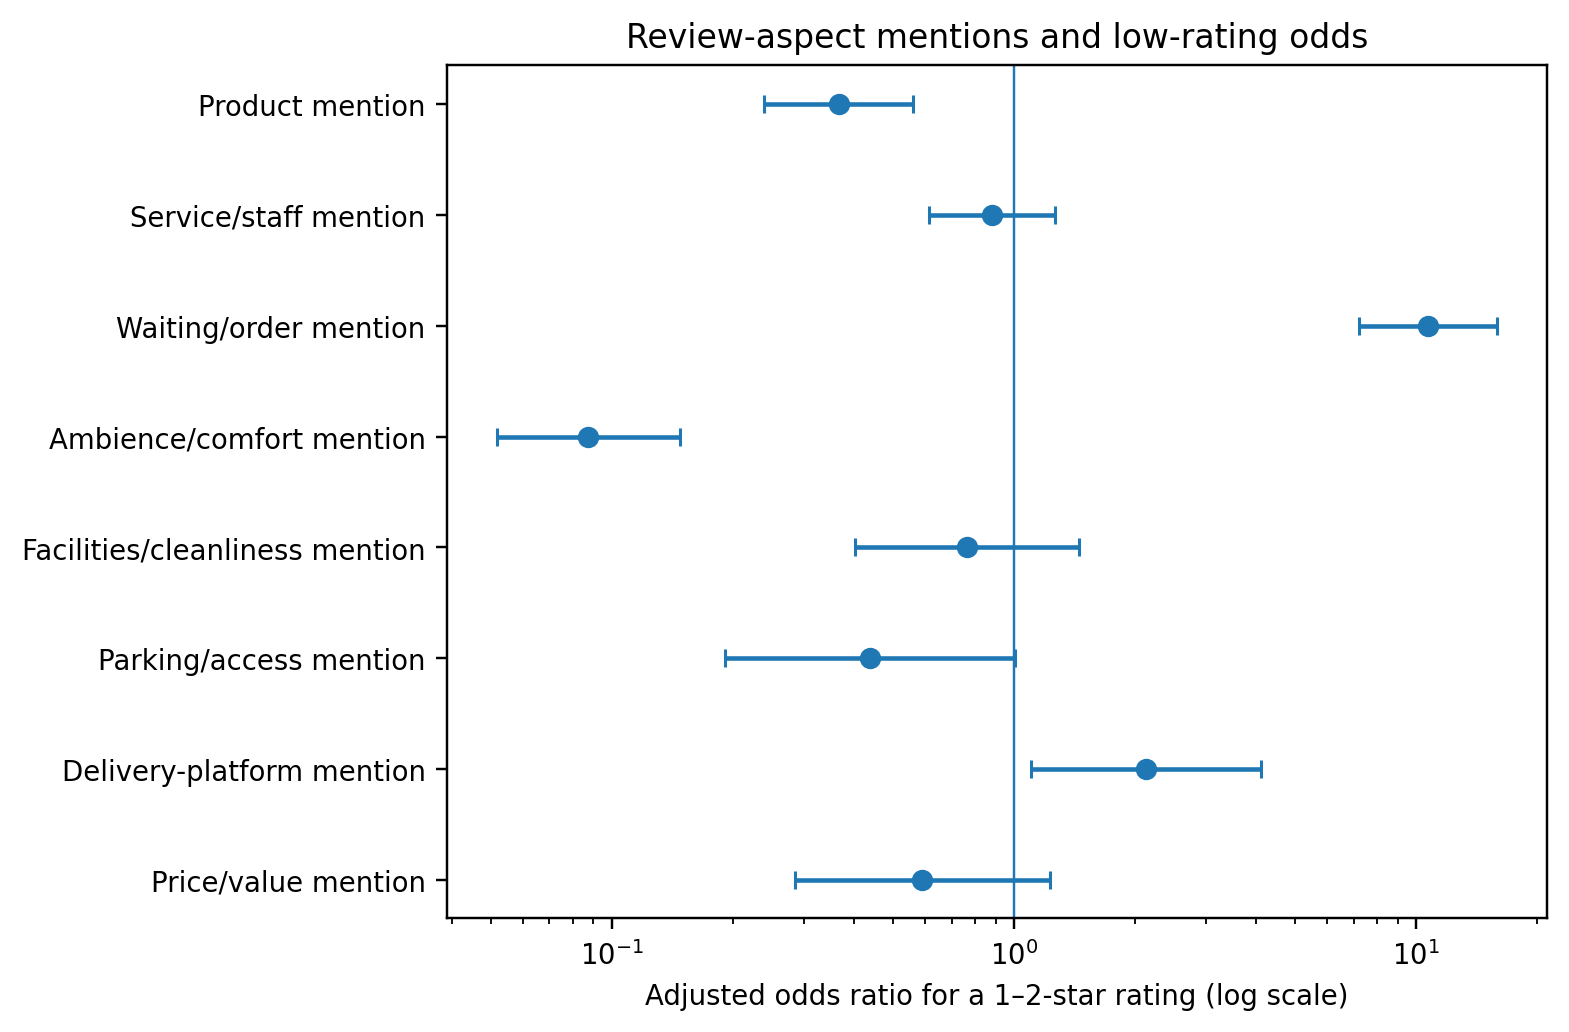 Review-aspect mentions and low-rating odds
Product mention
Service/staff mention
Waiting/order mention
Ambience/comfort mention
Facilities/cleanliness mention
Parking/access mention
Delivery-platform mention
Price/value mention
10⁻¹ 10⁰ 10¹
Adjusted odds ratio for a 1–2-star rating (log scale)